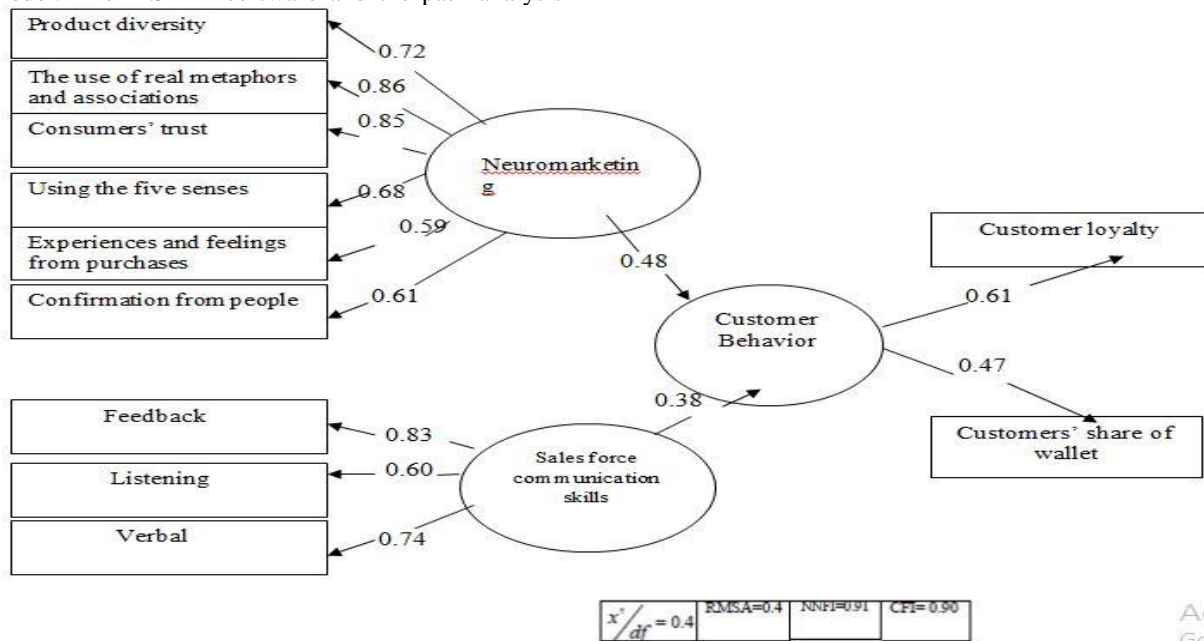 Product diversity
0.72
The use of real metaphors
and associations
0.86
Consumers' trust
0.85
Neuromarketin
g
Using the five senses
0.68
Experiences and feelings
from purchases
0.59
Confirmation from people
0.61
0.48
Customer loyalty
0.61
Customer
Behavior
0.47
Customers' share of
wallet
0.38
Feedback
0.83
Listening
0.60
Sales force
communication
skills
Verbal
0.74
df = 0.4
RMSA=0.4
NNFI=0.91
CFI= 0.90